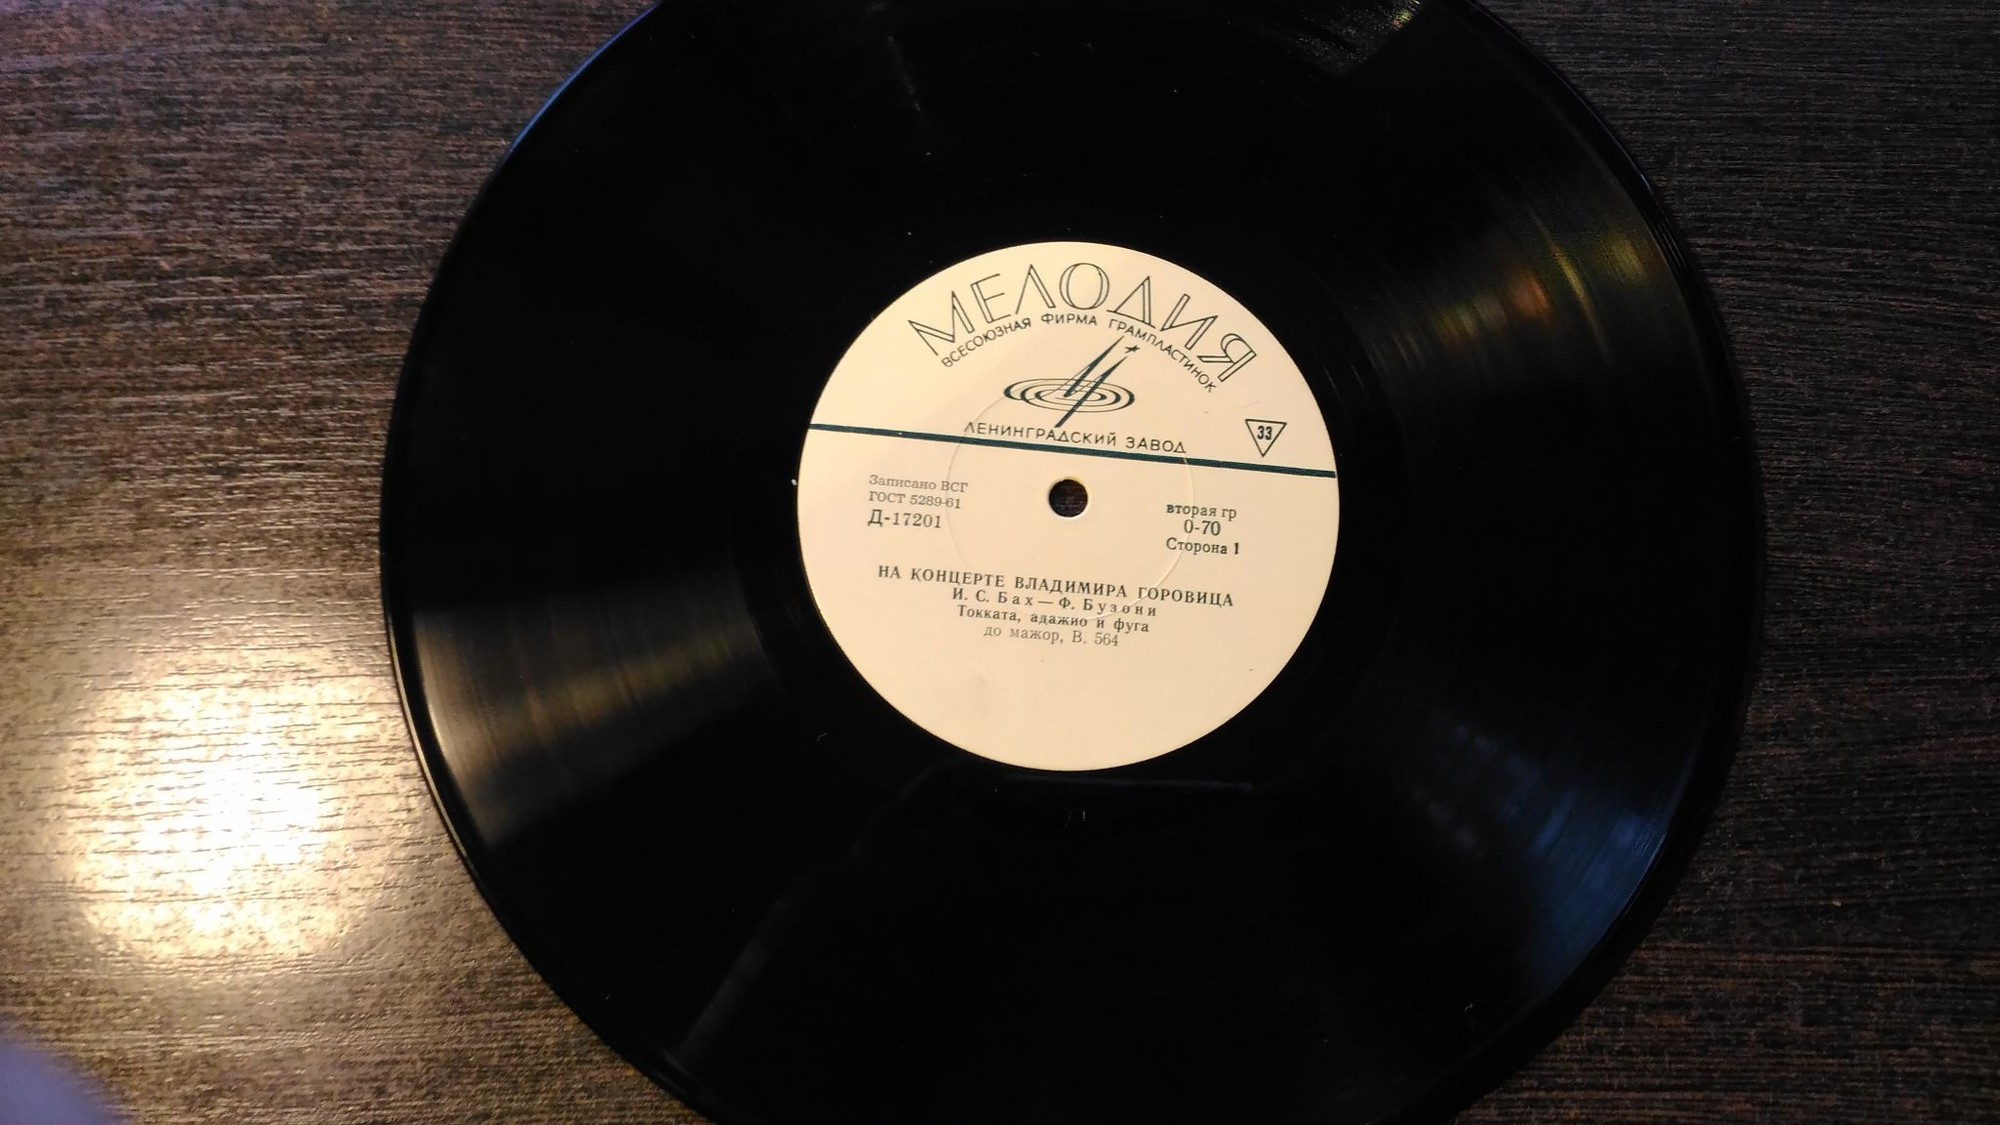 МЕЛОДИЯ
ВСЕСОЮЗНАЯ ФИРМА ГРАМПЛАСТИНОК
ЛЕНИНГРАДСКИЙ ЗАВОД
33
Записано ВСГ
ГОСТ 5289-61
Д-17201
вторая гр
0-70
Сторона 1
НА КОНЦЕРТЕ ВЛАДИМИРА ГОРОВИЦА
И. С. Бах — Ф. Бузони
Токката, адажио и фуга
до мажор, В. 564